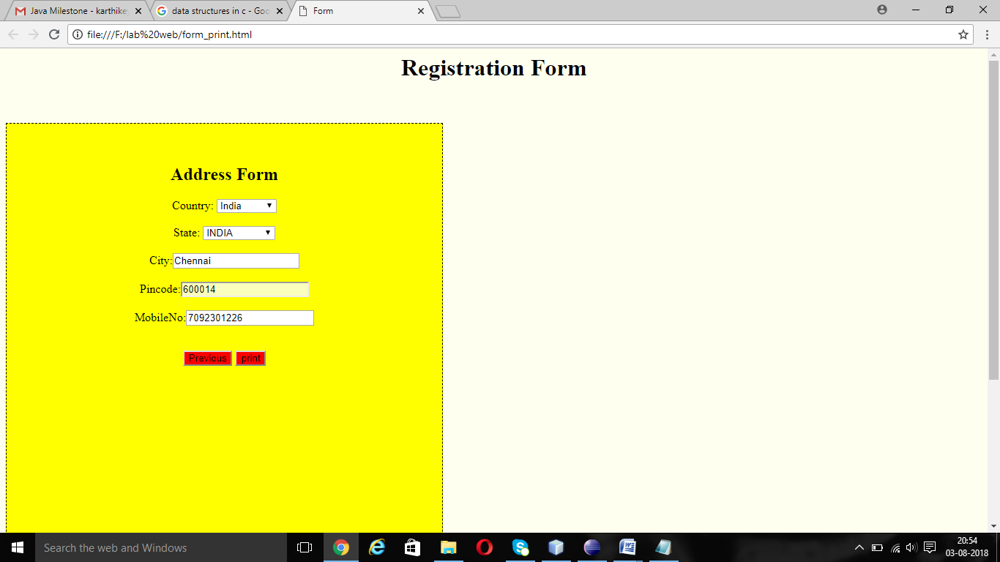 Java Milestone - karthike
data structures in c - Goo
Form
file:///F:/lab%20web/form_print.html
Registration Form
Address Form
Country: India
State: INDIA
City: Chennai
Pincode: 600014
MobileNo: 7092301226
Previous print
Search the web and Windows
20:54
03-08-2018